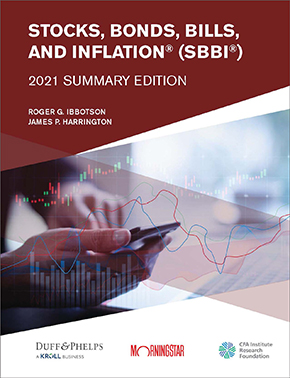 STOCKS, BONDS, BILLS,
AND INFLATION® (SBBI®)
2021 SUMMARY EDITION
ROGER G. IBBOTSON
JAMES P. HARRINGTON
DUFF&PHELPS
A KROLL BUSINESS
MORNINGSTAR
CFA Institute
Research
Foundation